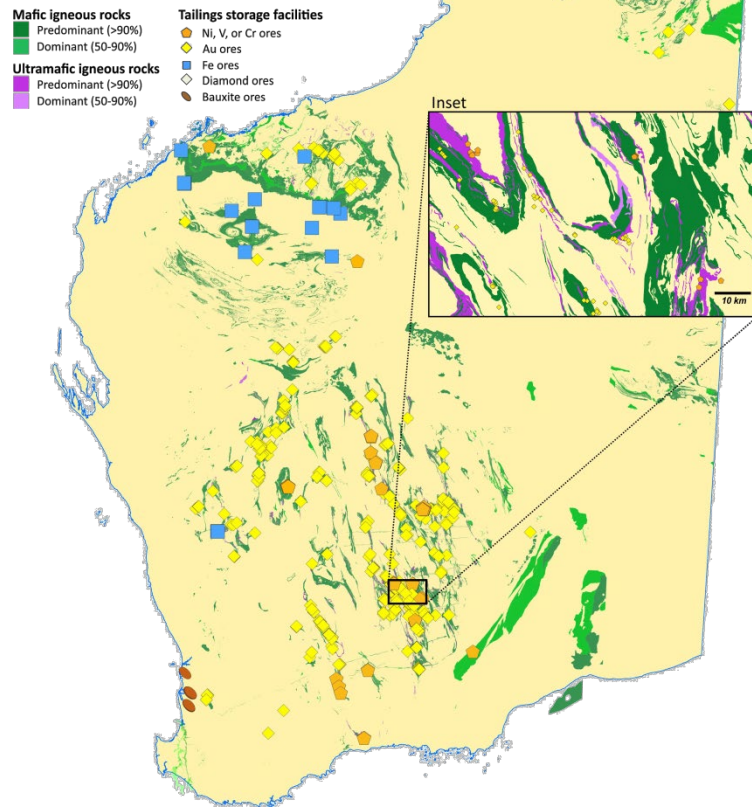 Mafic igneous rocks
Predominant (>90%)
Dominant (50-90%)
Ultramafic igneous rocks
Predominant (>90%)
Dominant (50-90%)
Tailings storage facilities
Ni, V, or Cr ores
Au ores
Fe ores
Diamond ores
Bauxite ores
Inset
10 km